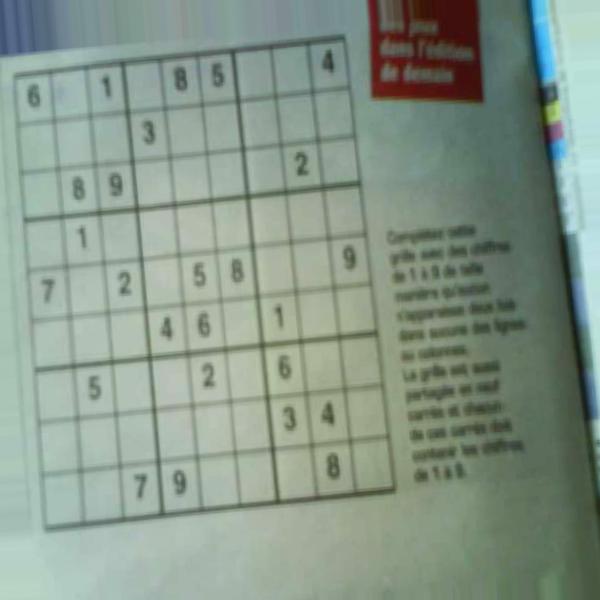 6 1 8 5 4
3
8 9 2
1
7 2 5 8 9
4 6 1
5 2 6
3 4
7 9 8
jeux
dans l'édition
de demain
Complétez cette
grille avec des chiffres
de 1 à 9 de telle
manière qu'aucun
n'apparaisse deux fois
dans aucune des lignes
ou colonnes.
La grille est aussi
partagée en neuf
carrés et chacun
de ces carrés doit
contenir les chiffres
de 1 à 9.